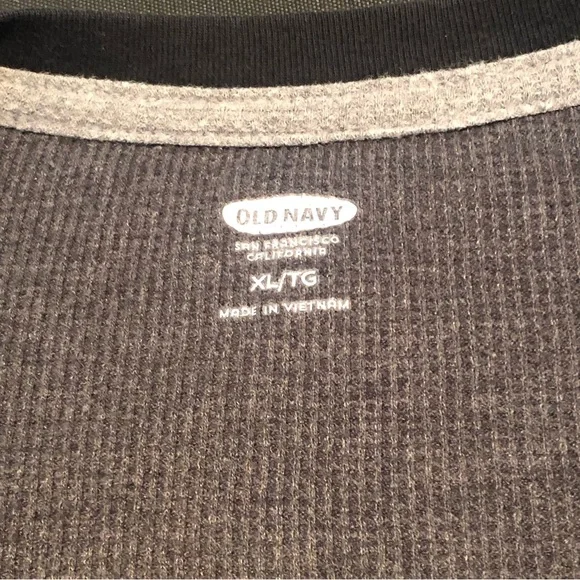 OLD NAVY
SAN FRANCISCO
CALIFORNIA
XL/TG
MADE IN VIETNAM